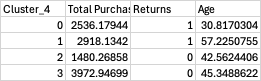 Cluster_4 Total Purchas Returns Age
0 2536.17944 1 30.8170304
1 2918.1342 1 57.2250755
2 1480.26858 0 42.5624406
3 3972.94699 0 45.3488622